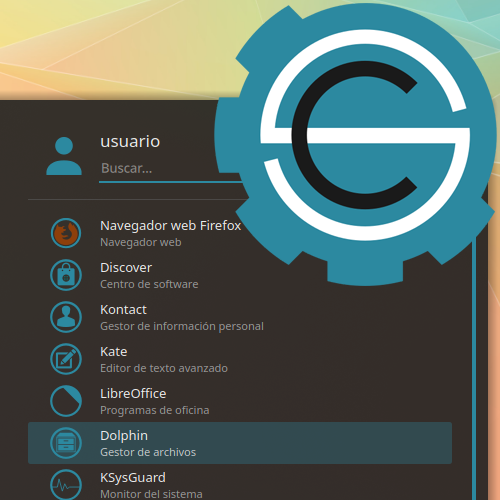 usuario
Buscar...
Navegador web Firefox
Navegador web
Discover
Centro de software
Kontact
Gestor de información personal
Kate
Editor de texto avanzado
LibreOffice
Programas de oficina
Dolphin
Gestor de archivos
KSysGuard
Monitor del sistema